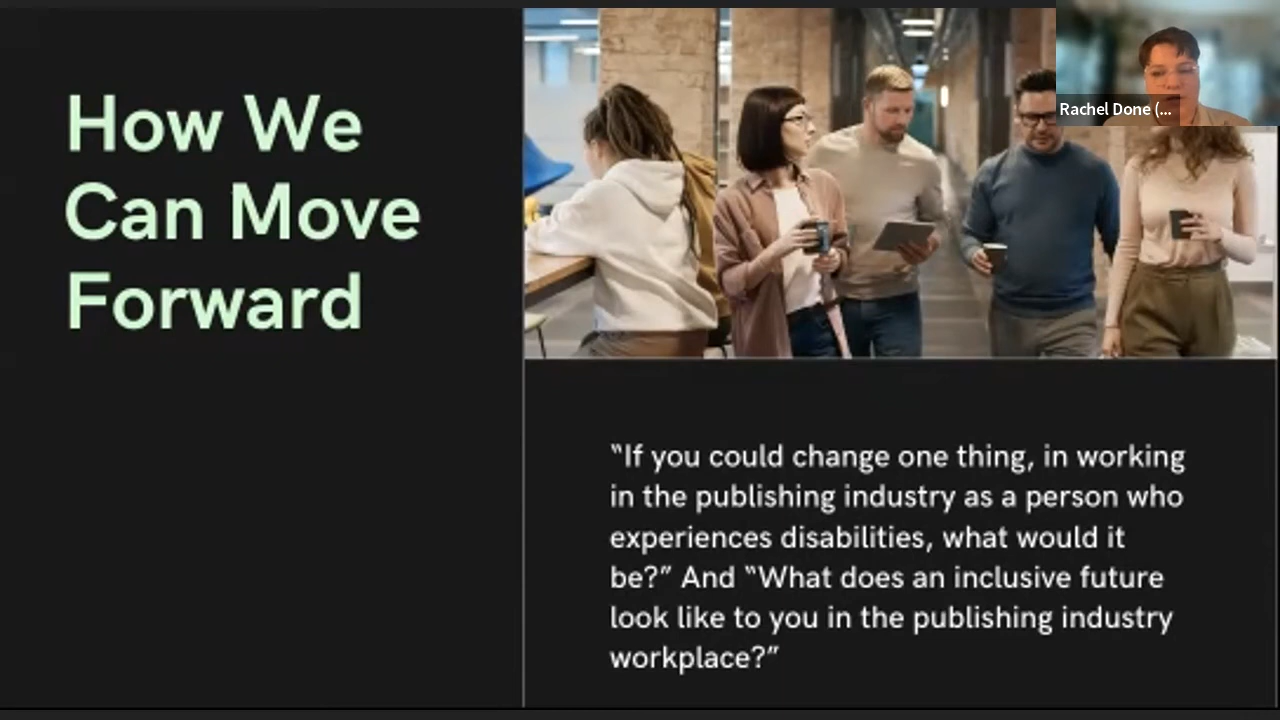 How We
Can Move
Forward
Rachel Done (...
“If you could change one thing, in working
in the publishing industry as a person who
experiences disabilities, what would it
be?” And “What does an inclusive future
look like to you in the publishing industry
workplace?”